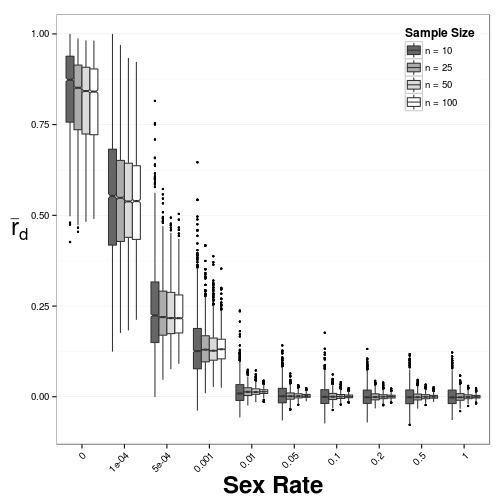 Sample Size
n = 10
n = 25
n = 50
n = 100
1.00
0.75
0.50
0.25
0.00
r̄d
0 1e-04 5e-04 0.001 0.01 0.05 0.1 0.2 0.5 1
Sex Rate